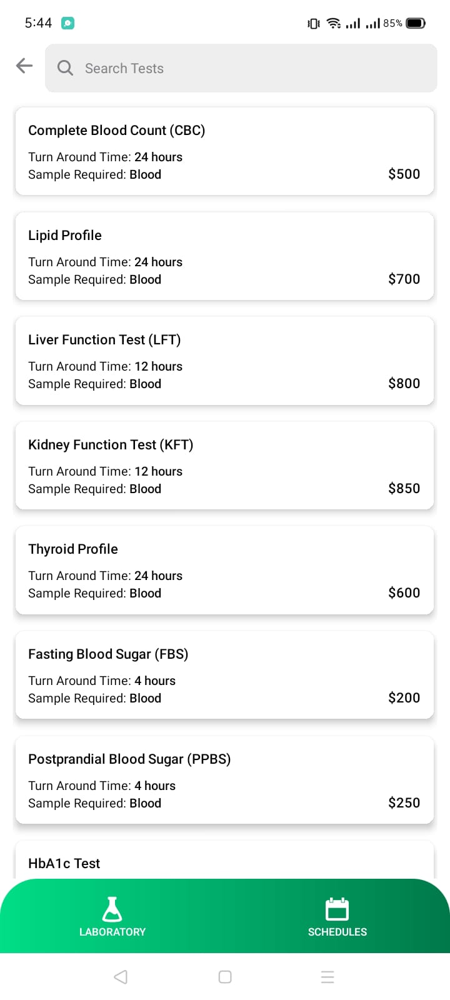 5:44
85%
Search Tests
Complete Blood Count (CBC)
Turn Around Time: 24 hours
Sample Required: Blood
$500
Lipid Profile
Turn Around Time: 24 hours
Sample Required: Blood
$700
Liver Function Test (LFT)
Turn Around Time: 12 hours
Sample Required: Blood
$800
Kidney Function Test (KFT)
Turn Around Time: 12 hours
Sample Required: Blood
$850
Thyroid Profile
Turn Around Time: 24 hours
Sample Required: Blood
$600
Fasting Blood Sugar (FBS)
Turn Around Time: 4 hours
Sample Required: Blood
$200
Postprandial Blood Sugar (PPBS)
Turn Around Time: 4 hours
Sample Required: Blood
$250
HbA1c Test
LABORATORY
SCHEDULES